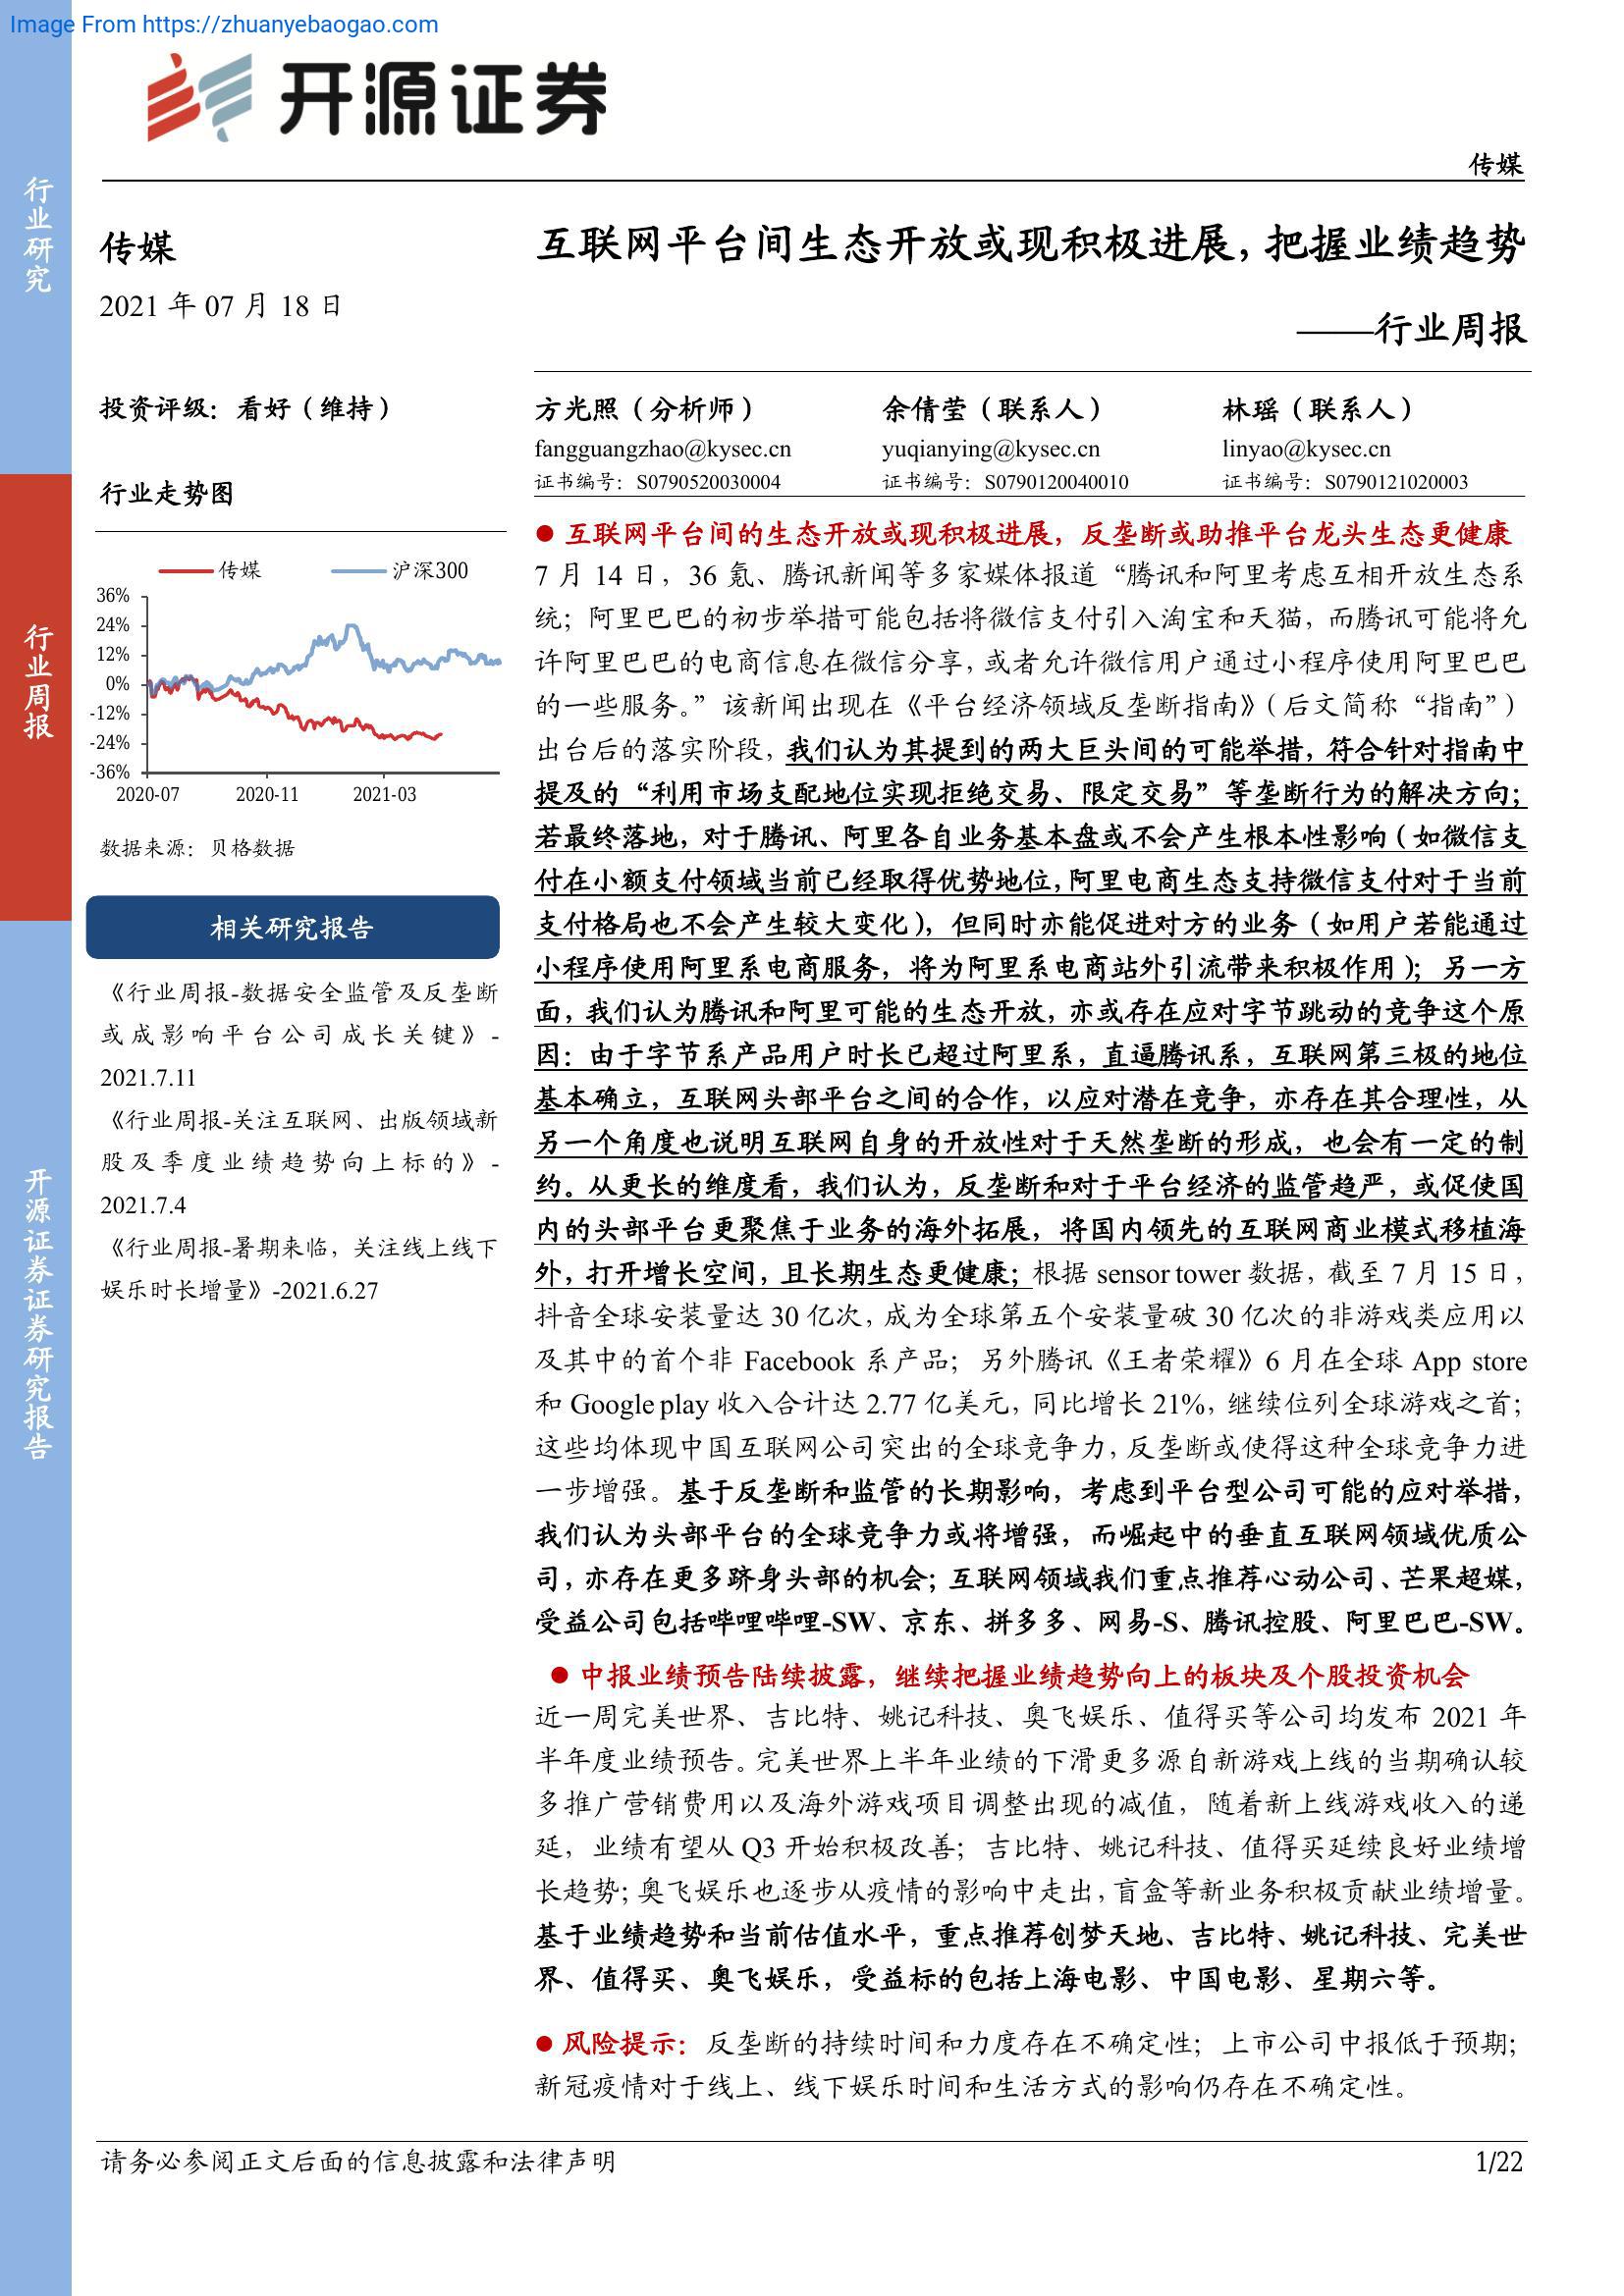 Image From https://zhuanyebaogao.com
开源证券
传媒
行业研究
行业周报
开源证券证券研究报告
传媒
2021 年 07 月 18 日
投资评级：看好（维持）
行业走势图
传媒 沪深300
36%
24%
12%
0%
-12%
-24%
-36%
2020-07 2020-11 2021-03
数据来源：贝格数据
相关研究报告
《行业周报-数据安全监管及反垄断
或成影响平台公司成长关键》-
2021.7.11
《行业周报-关注互联网、出版领域新
股及季度业绩趋势向上标的》-
2021.7.4
《行业周报-暑期来临，关注线上线下
娱乐时长增量》-2021.6.27
互联网平台间生态开放或现积极进展，把握业绩趋势
——行业周报
方光照（分析师） 余倩莹（联系人） 林瑶（联系人）
fangguangzhao@kysec.cn yuqianying@kysec.cn linyao@kysec.cn
证书编号：S0790520030004 证书编号：S0790120040010 证书编号：S0790121020003
● 互联网平台间的生态开放或现积极进展，反垄断或助推平台龙头生态更健康
7 月 14 日，36 氪、腾讯新闻等多家媒体报道“腾讯和阿里考虑互相开放生态系
统；阿里巴巴的初步举措可能包括将微信支付引入淘宝和天猫，而腾讯可能将允
许阿里巴巴的电商信息在微信分享，或者允许微信用户通过小程序使用阿里巴巴
的一些服务。”该新闻出现在《平台经济领域反垄断指南》（后文简称“指南”）
出台后的落实阶段，我们认为其提到的两大巨头间的可能举措，符合针对指南中
提及的“利用市场支配地位实现拒绝交易、限定交易”等垄断行为的解决方向；
若最终落地，对于腾讯、阿里各自业务基本盘或不会产生根本性影响（如微信支
付在小额支付领域当前已经取得优势地位，阿里电商生态支持微信支付对于当前
支付格局也不会产生较大变化），但同时亦能促进对方的业务（如用户若能通过
小程序使用阿里系电商服务，将为阿里系电商站外引流带来积极作用）；另一方
面，我们认为腾讯和阿里可能的生态开放，亦或存在应对字节跳动的竞争这个原
因：由于字节系产品用户时长已超过阿里系，直逼腾讯系，互联网第三极的地位
基本确立，互联网头部平台之间的合作，以应对潜在竞争，亦存在其合理性，从
另一个角度也说明互联网自身的开放性对于天然垄断的形成，也会有一定的制
约。从更长的维度看，我们认为，反垄断和对于平台经济的监管趋严，或促使国
内的头部平台更聚焦于业务的海外拓展，将国内领先的互联网商业模式移植海
外，打开增长空间，且长期生态更健康；根据 sensor tower 数据，截至 7 月 15 日，
抖音全球安装量达 30 亿次，成为全球第五个安装量破 30 亿次的非游戏类应用以
及其中的首个非 Facebook 系产品；另外腾讯《王者荣耀》6 月在全球 App store
和 Google play 收入合计达 2.77 亿美元，同比增长 21%，继续位列全球游戏之首；
这些均体现中国互联网公司突出的全球竞争力，反垄断或使得这种全球竞争力进
一步增强。基于反垄断和监管的长期影响，考虑到平台型公司可能的应对举措，
我们认为头部平台的全球竞争力或将增强，而崛起中的垂直互联网领域优质公
司，亦存在更多跻身头部的机会；互联网领域我们重点推荐心动公司、芒果超媒，
受益公司包括哔哩哔哩-SW、京东、拼多多、网易-S、腾讯控股、阿里巴巴-SW。
● 中报业绩预告陆续披露，继续把握业绩趋势向上的板块及个股投资机会
近一周完美世界、吉比特、姚记科技、奥飞娱乐、值得买等公司均发布 2021 年
半年度业绩预告。完美世界上半年业绩的下滑更多源自新游戏上线的当期确认较
多推广营销费用以及海外游戏项目调整出现的减值，随着新上线游戏收入的递
延，业绩有望从 Q3 开始积极改善；吉比特、姚记科技、值得买延续良好业绩增
长趋势；奥飞娱乐也逐步从疫情的影响中走出，盲盒等新业务积极贡献业绩增量。
基于业绩趋势和当前估值水平，重点推荐创梦天地、吉比特、姚记科技、完美世
界、值得买、奥飞娱乐，受益标的包括上海电影、中国电影、星期六等。
● 风险提示：反垄断的持续时间和力度存在不确定性；上市公司中报低于预期；
新冠疫情对于线上、线下娱乐时间和生活方式的影响仍存在不确定性。
请务必参阅正文后面的信息披露和法律声明
1/22